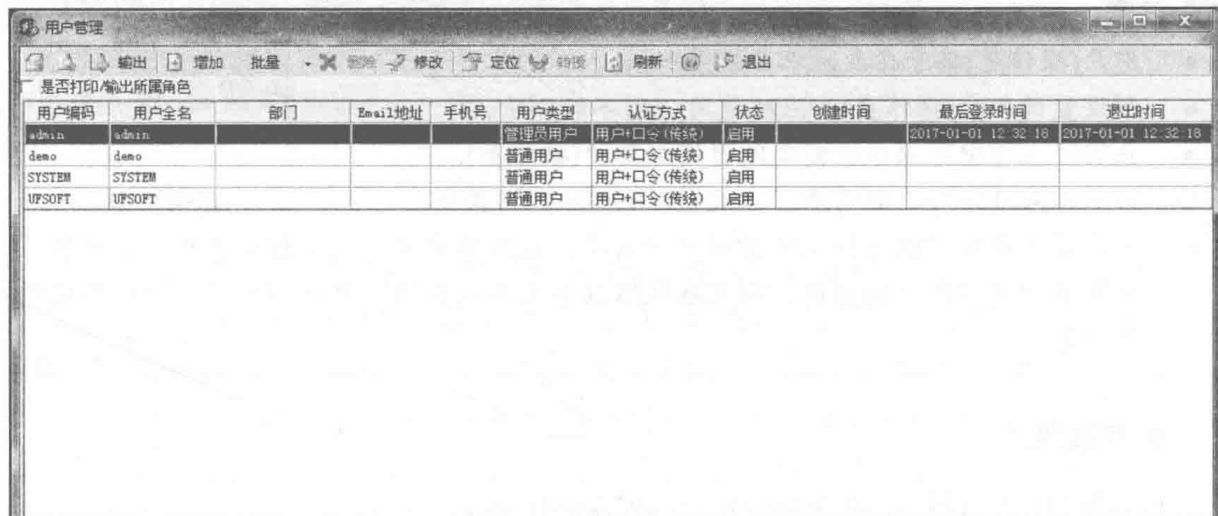 用户管理
输出 增加 批量 删除 修改 定位 转授 刷新 退出
是否打印/输出所属角色
用户编码 用户全名 部门 Email地址 手机号 用户类型 认证方式 状态 创建时间 最后登录时间 退出时间
admin admin 管理员用户 用户+口令(传统) 启用 2017-01-01 12:32:18 2017-01-01 12:32:18
demo demo 普通用户 用户+口令(传统) 启用
SYSTEM SYSTEM 普通用户 用户+口令(传统) 启用
UFSOFT UFSOFT 普通用户 用户+口令(传统) 启用